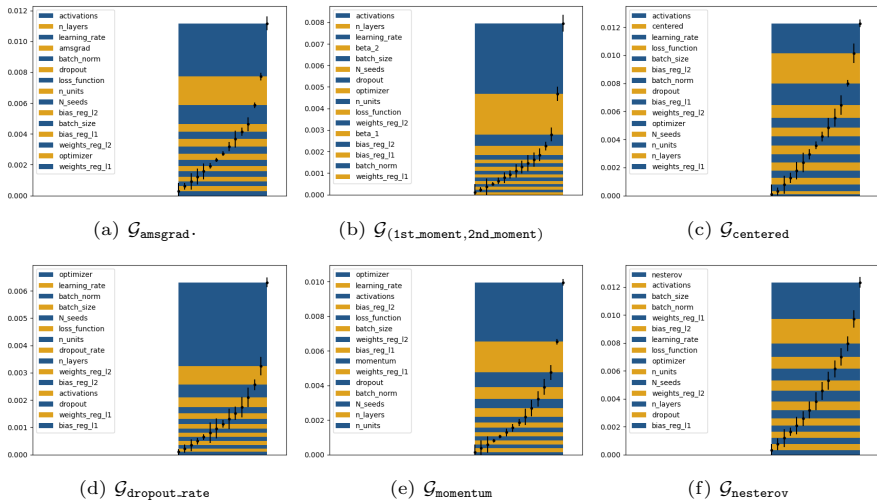 0.012
0.010
0.008
0.006
0.004
0.002
0.000
activations
n_layers
learning_rate
amsgrad
batch_norm
dropout
loss_function
n_units
N_seeds
bias_reg_l2
batch_size
bias_reg_l1
weights_reg_l2
optimizer
weights_reg_l1
(a) G_amsgrad.
0.008
0.007
0.006
0.005
0.004
0.003
0.002
0.001
0.000
activations
n_layers
learning_rate
beta_2
batch_size
N_seeds
dropout
optimizer
n_units
loss_function
weights_reg_l2
beta_1
bias_reg_l2
bias_reg_l1
batch_norm
weights_reg_l1
(b) G_(1st_moment,2nd_moment)
0.012
0.010
0.008
0.006
0.004
0.002
0.000
activations
centered
learning_rate
loss_function
batch_size
bias_reg_l2
batch_norm
dropout
bias_reg_l1
weights_reg_l2
optimizer
N_seeds
n_units
n_layers
weights_reg_l1
(c) G_centered
0.006
0.005
0.004
0.003
0.002
0.001
0.000
optimizer
learning_rate
batch_norm
batch_size
N_seeds
loss_function
n_units
dropout_rate
n_layers
weights_reg_l2
bias_reg_l2
activations
dropout
weights_reg_l1
bias_reg_l1
(d) G_dropout_rate
0.010
0.008
0.006
0.004
0.002
0.000
optimizer
learning_rate
activations
bias_reg_l2
loss_function
batch_size
weights_reg_l2
bias_reg_l1
momentum
weights_reg_l1
dropout
batch_norm
N_seeds
n_layers
n_units
(e) G_momentum
0.012
0.010
0.008
0.006
0.004
0.002
0.000
nesterov
activations
batch_size
batch_norm
weights_reg_l1
bias_reg_l2
learning_rate
loss_function
optimizer
n_units
N_seeds
weights_reg_l2
n_layers
dropout
bias_reg_l1
(f) G_nesterov